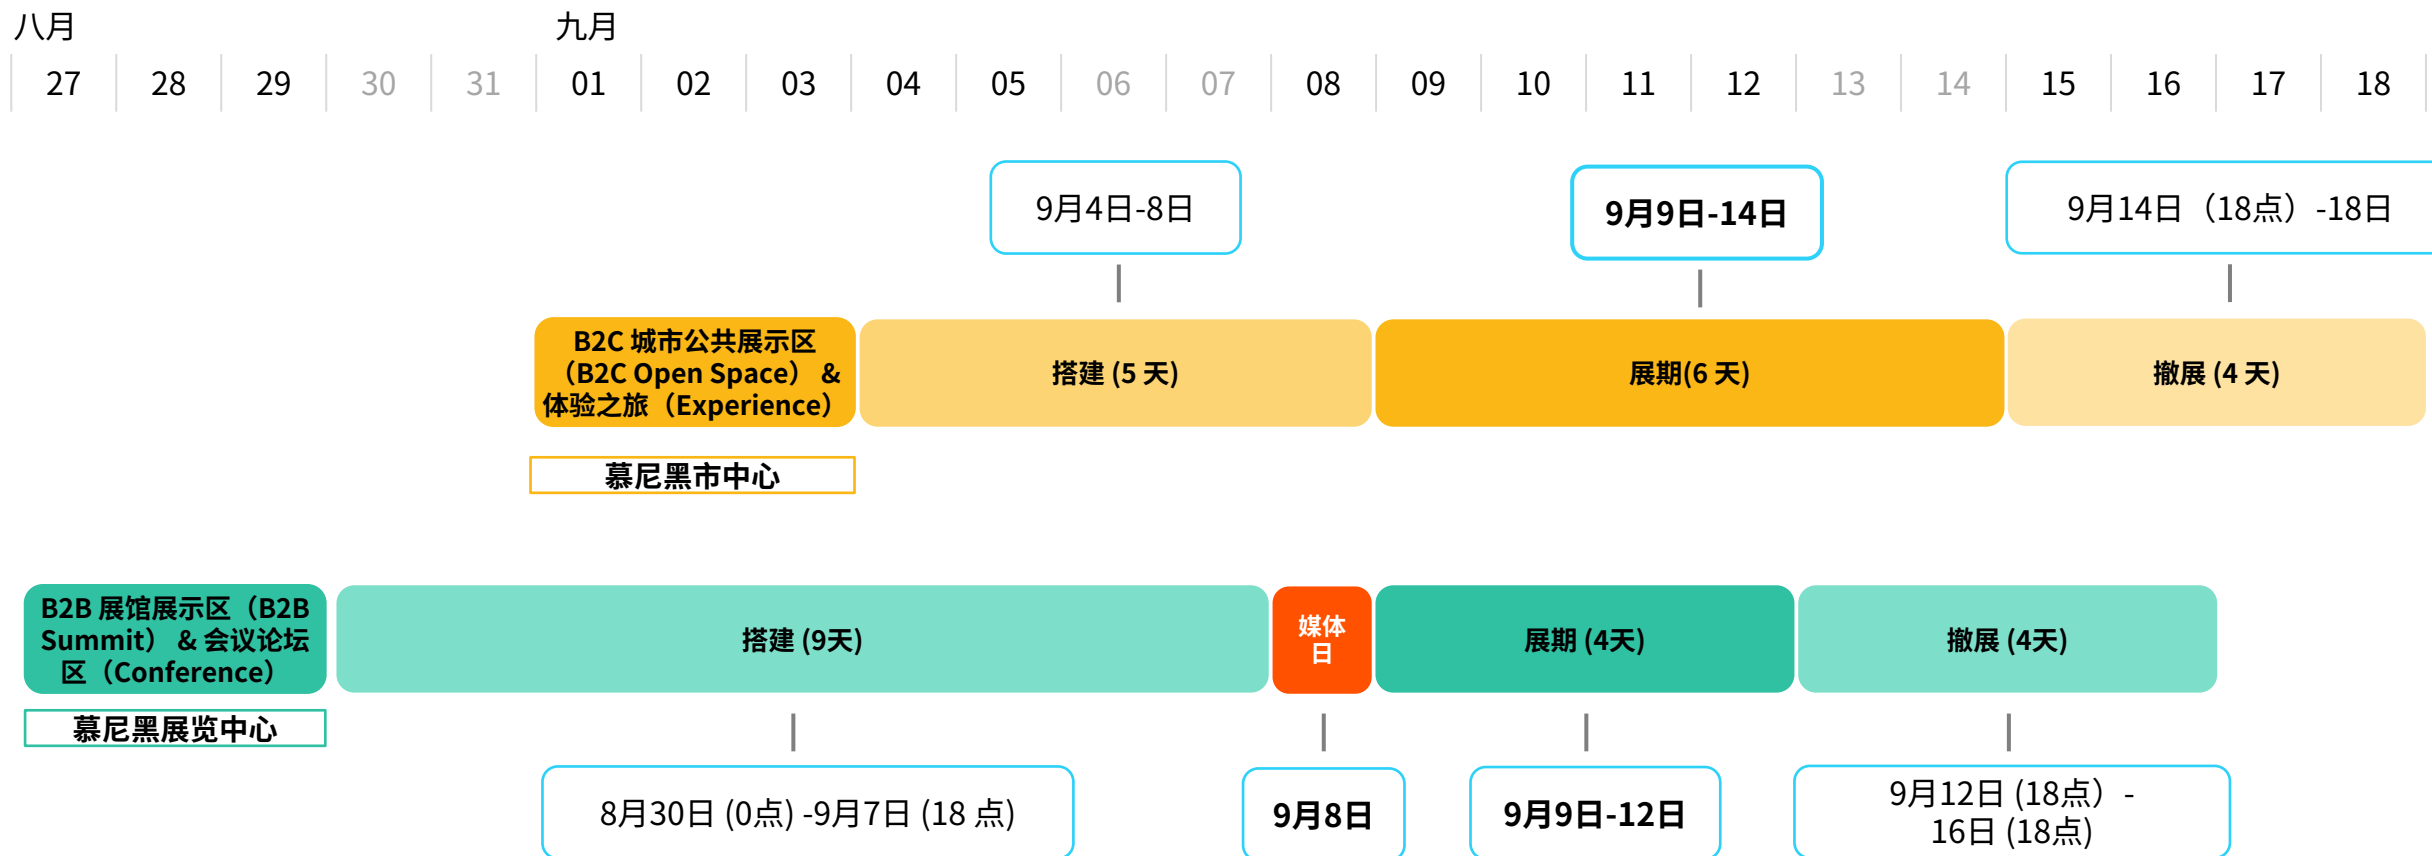 八月
九月
27 28 29 30 31 01 02 03 04 05 06 07 08 09 10 11 12 13 14 15 16 17 18
9月4日-8日
9月9日-14日
9月14日（18点）-18日
B2C 城市公共展示区
（B2C Open Space） &
体验之旅（Experience）
搭建 (5 天)
展期(6 天)
撤展 (4 天)
慕尼黑市中心
B2B 展馆展示区（B2B
Summit） & 会议论坛
区（Conference）
搭建 (9天)
媒体
日
展期 (4天)
撤展 (4天)
慕尼黑展览中心
8月30日 (0点) -9月7日 (18 点)
9月8日
9月9日-12日
9月12日 (18点）-
16日 (18点)